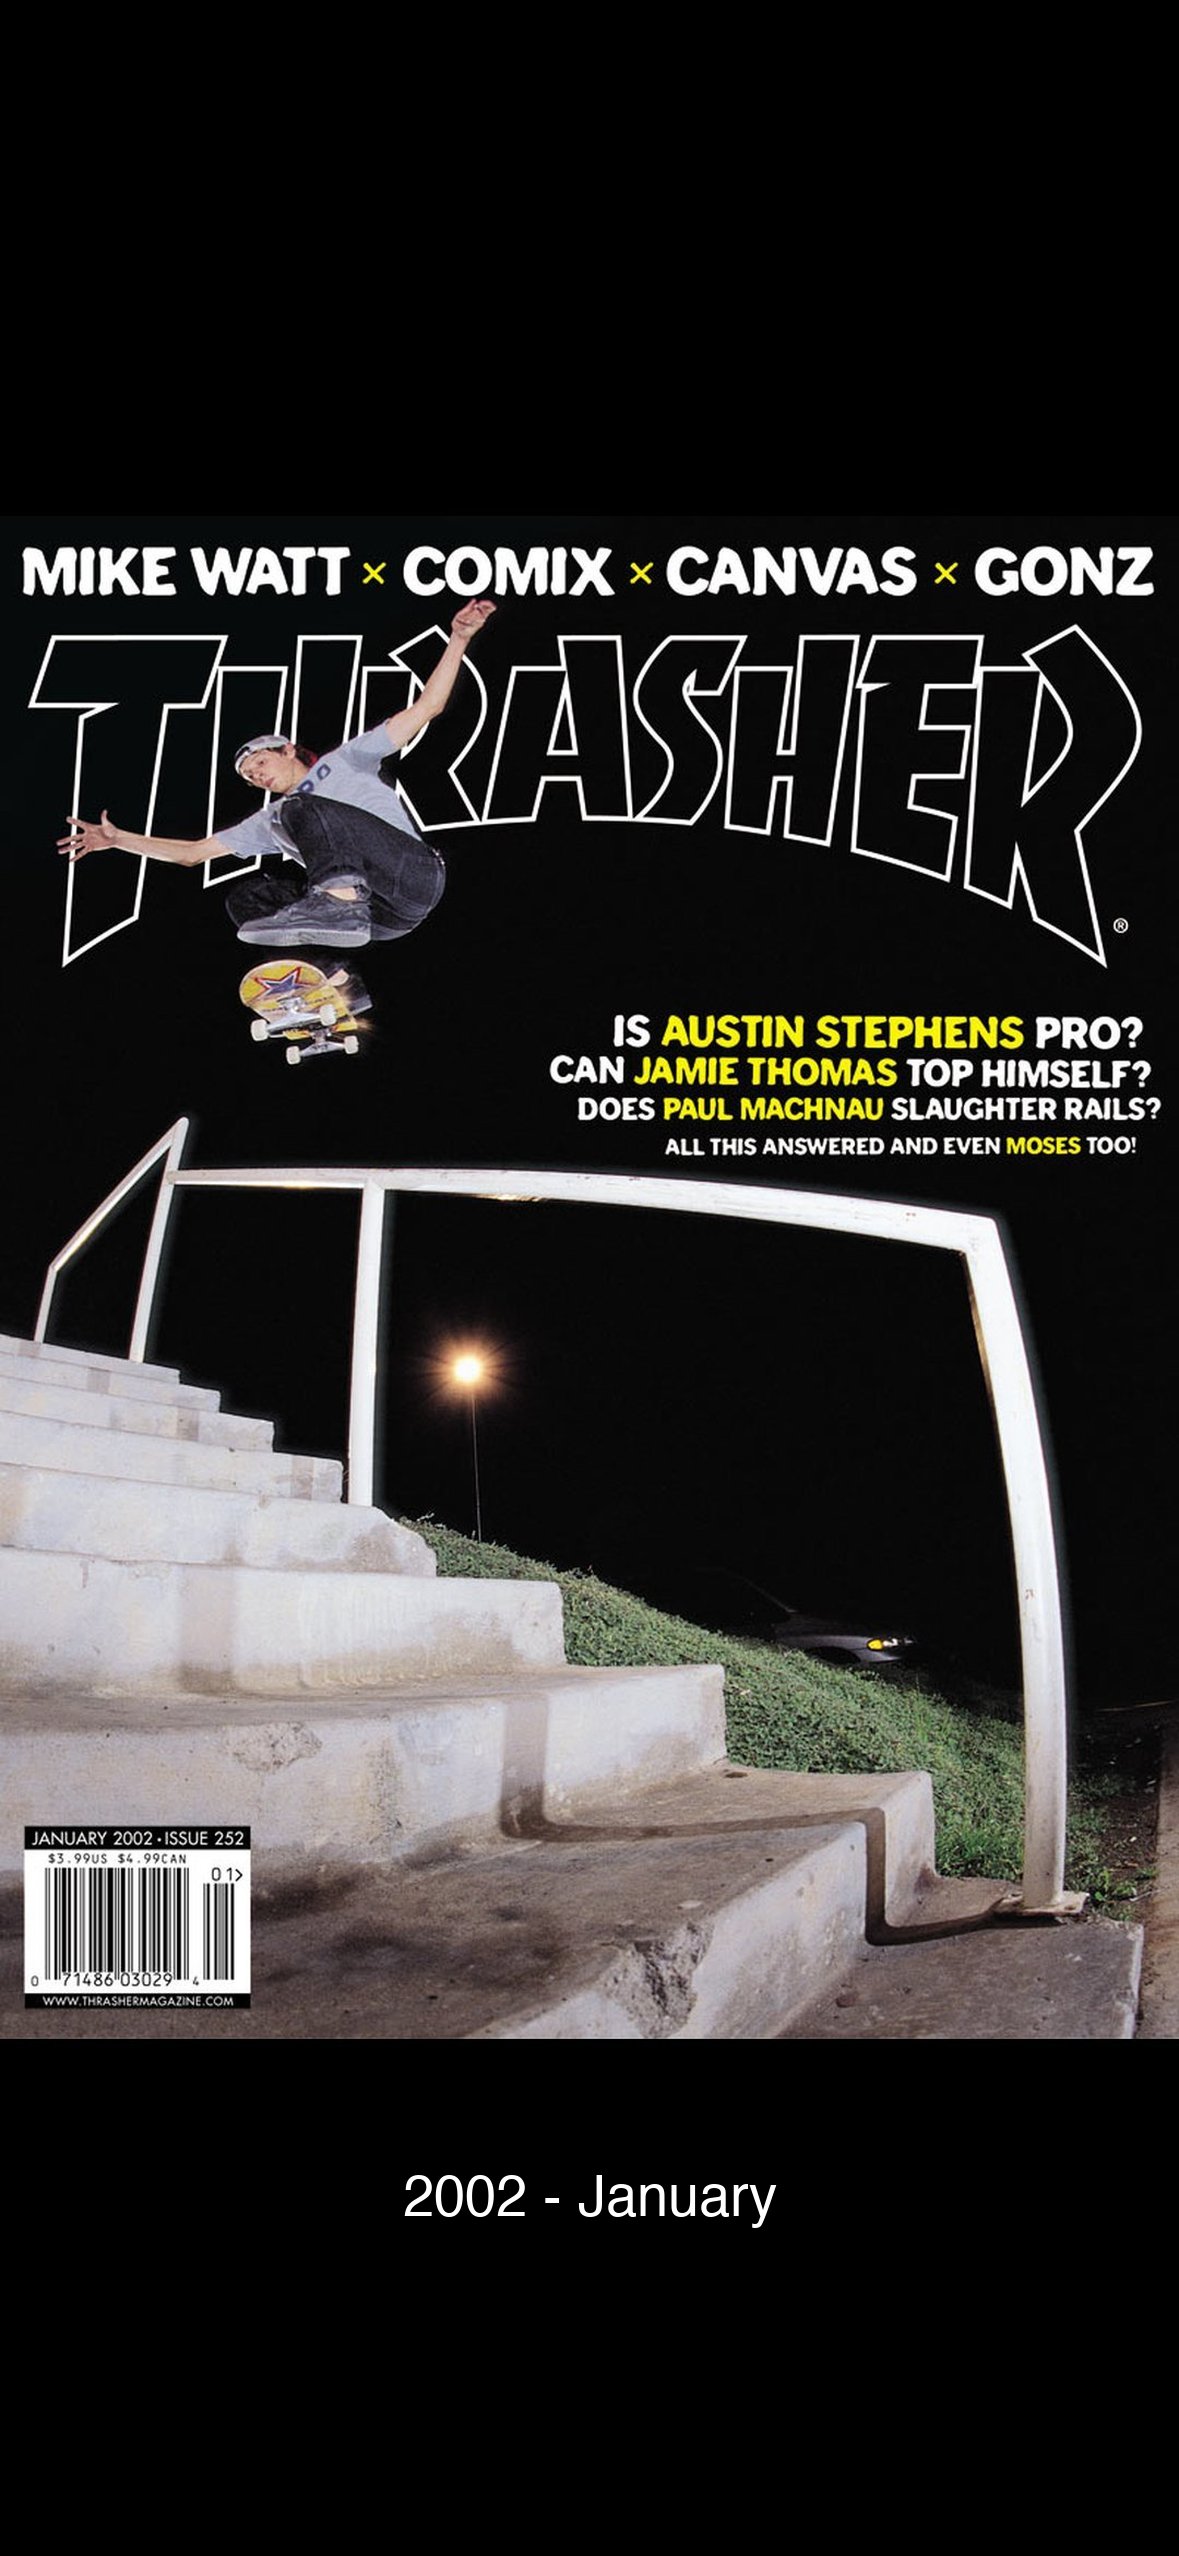 MIKE WATT × COMIX × CANVAS × GONZ
THRASHER®
IS AUSTIN STEPHENS PRO?
CAN JAMIE THOMAS TOP HIMSELF?
DOES PAUL MACHNAU SLAUGHTER RAILS?
ALL THIS ANSWERED AND EVEN MOSES TOO!
JANUARY 2002 · ISSUE 252
$3.99US $4.99CAN
01>
0 71486 03029 4
WWW.THRASHERMAGAZINE.COM
2002 - January